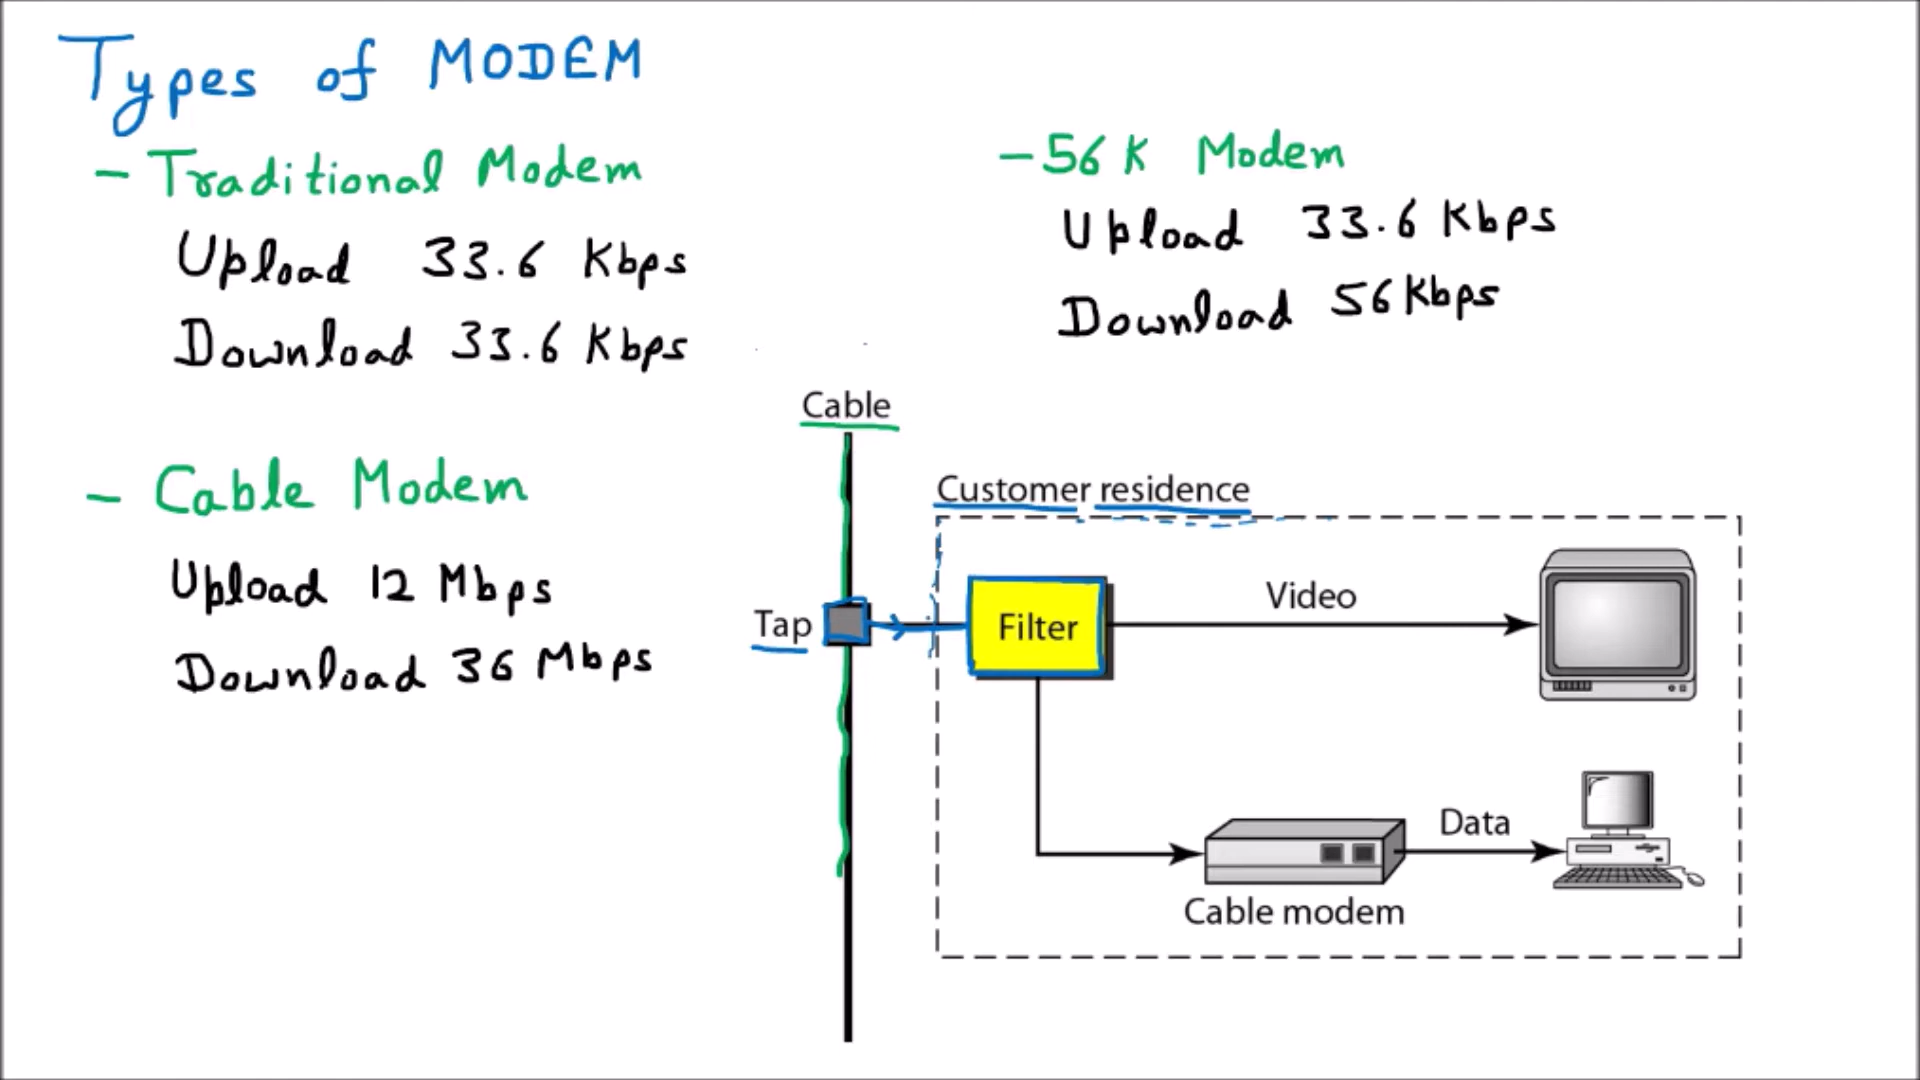 Types of MODEM
- Traditional Modem
Upload 33.6 Kbps
Download 33.6 Kbps
- 56 K Modem
Upload 33.6 Kbps
Download 56 Kbps
- Cable Modem
Upload 12 Mbps
Download 36 Mbps
Cable
Customer residence
Tap
Filter
Video
Data
Cable modem